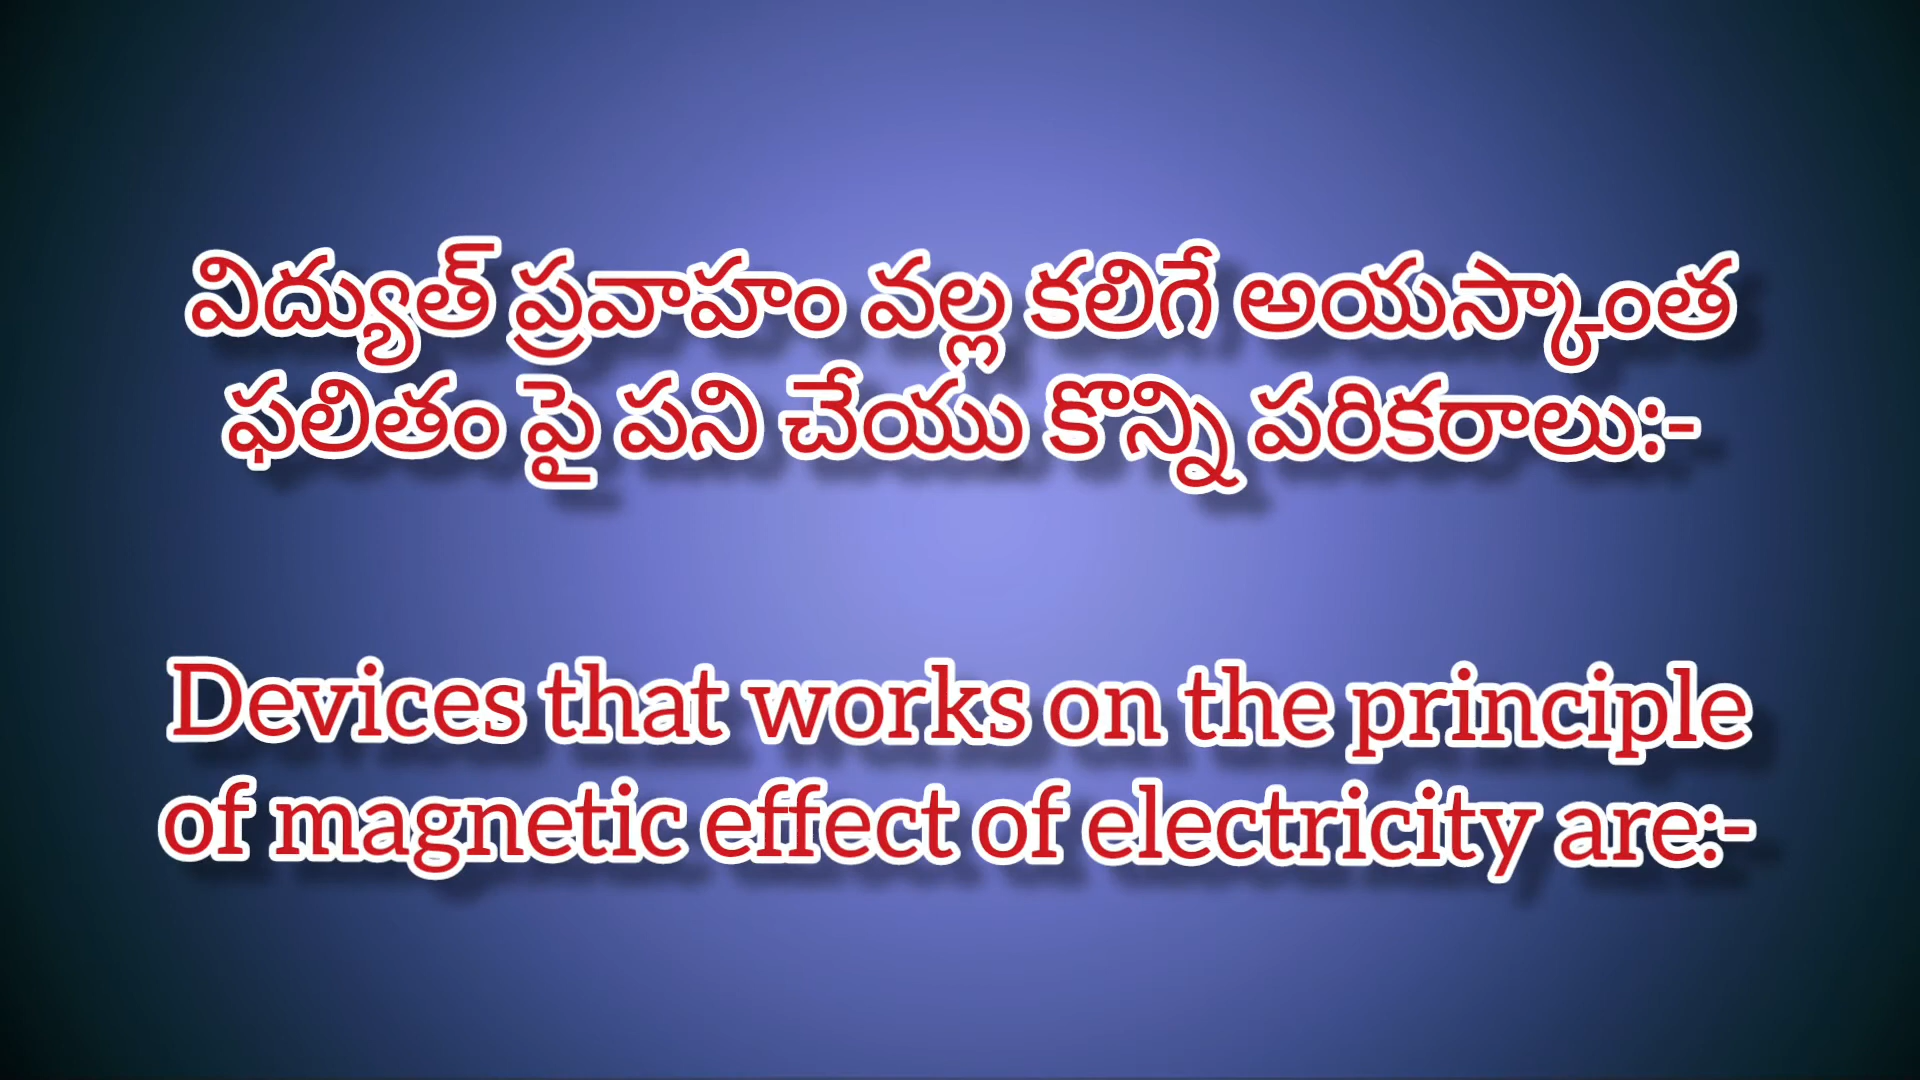 విద్యుత్ ప్రవాహం వల్ల కలిగే అయస్కాంత
ఫలితం పై పని చేయు కొన్ని పరికరాలు:-
Devices that works on the principle
of magnetic effect of electricity are:-